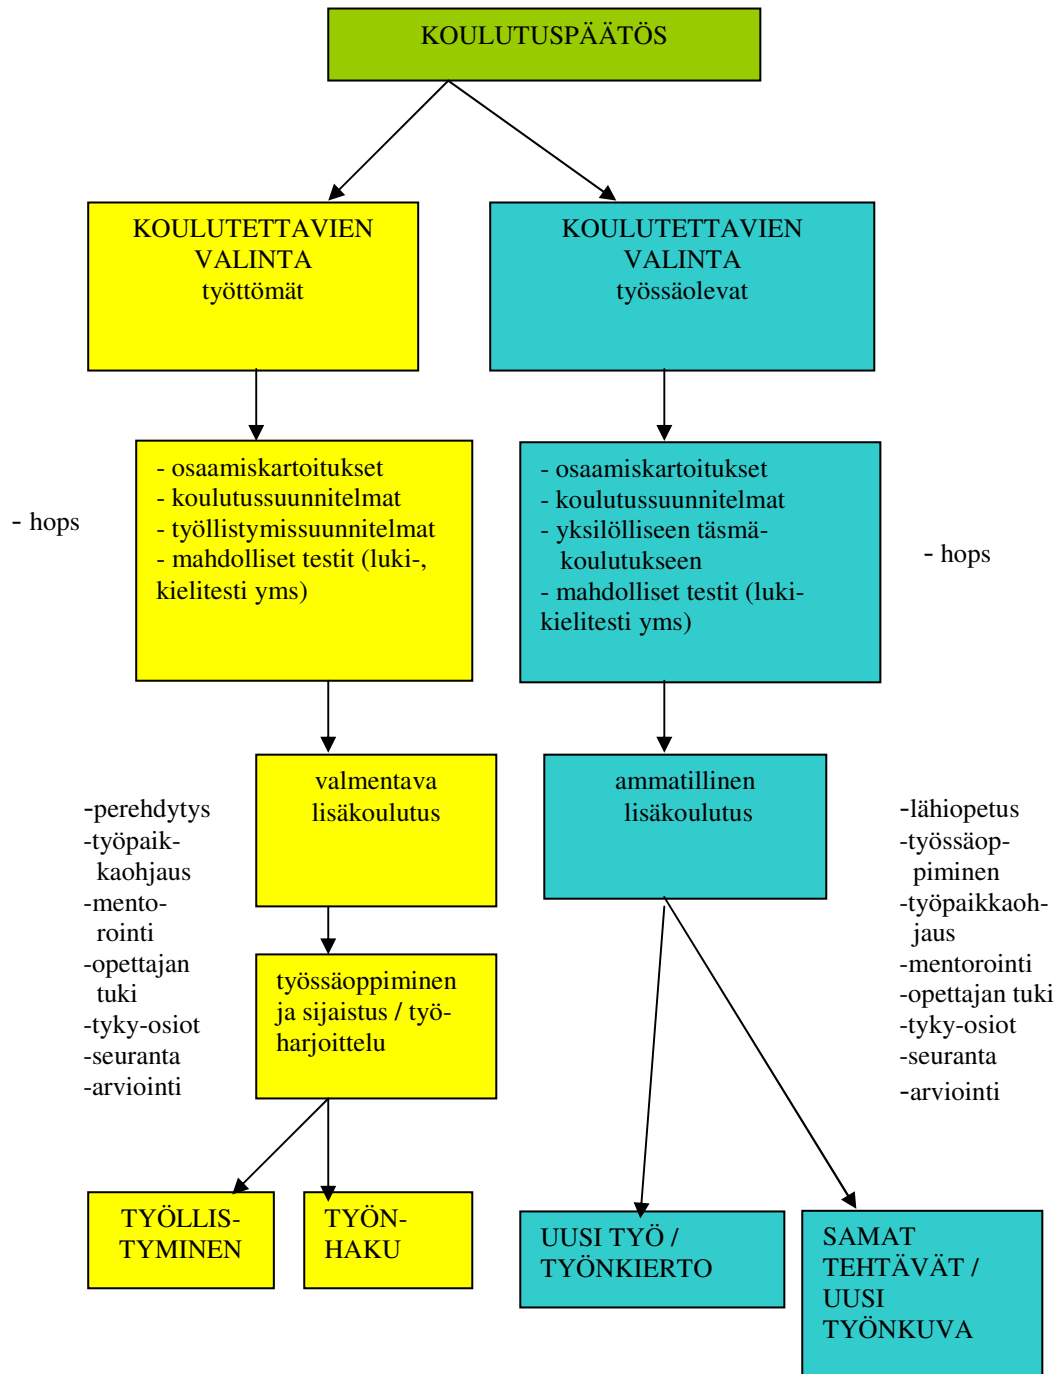 KOULUTUSPÄÄTÖS
KOULUTETTAVIEN
VALINTA
työttömät
KOULUTETTAVIEN
VALINTA
työssäolevat
- hops
- osaamiskartoitukset
- koulutussuunnitelmat
- työllistymissuunnitelmat
- mahdolliset testit (luki-,
kielitesti yms)
- osaamiskartoitukset
- koulutussuunnitelmat
- yksilölliseen täsmä-
koulutukseen
- mahdolliset testit (luki-
kielitesti yms)
- hops
-perehdytys
-työpaik-
kaohjaus
-mento-
rointi
-opettajan
tuki
-tyky-osiot
-seuranta
-arviointi
valmentava
lisäkoulutus
ammatillinen
lisäkoulutus
-lähiopetus
-työssäop-
piminen
-työpaikkaoh-
jaus
-mentorointi
-opettajan tuki
-tyky-osiot
-seuranta
-arviointi
työssäoppiminen
ja sijaistus / työ-
harjoittelu
TYÖLLIS-
TYMINEN
TYÖN-
HAKU
UUSI TYÖ /
TYÖNKIERTO
SAMAT
TEHTÄVÄT /
UUSI
TYÖNKUVA